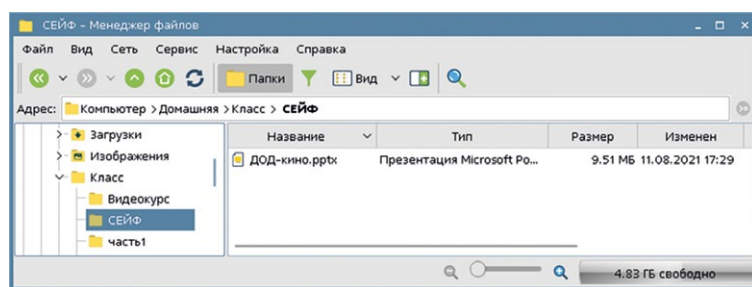 СЕЙФ – Менеджер файлов
Файл Вид Сеть Сервис Настройка Справка
Папки Вид
Адрес: Компьютер > Домашняя > Класс > СЕЙФ
Загрузки
Изображения
Класс
Видеокурс
СЕЙФ
часть1
Название Тип Размер Изменен
ДОД-кино.pptx Презентация Microsoft Po... 9.51 МБ 11.08.2021 17:29
4.83 ГБ свободно